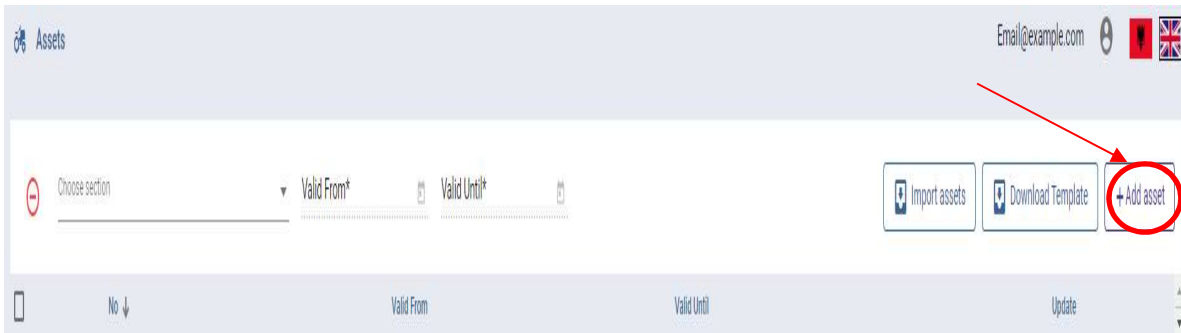 Assets
Email@example.com
Choose section
Valid From*
Valid Until*
Import assets
Download Template
+ Add asset
No
Valid From
Valid Until
Update